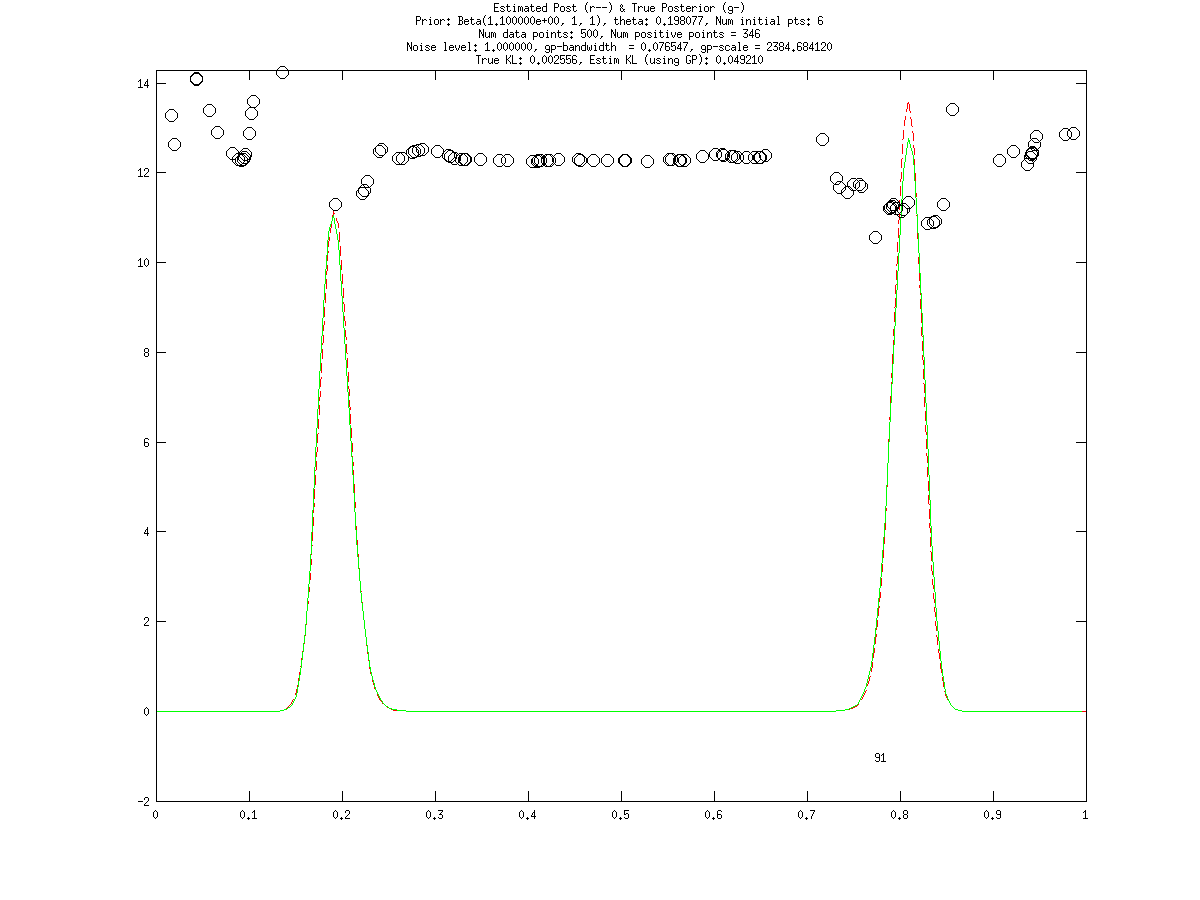 Estimated Post (r--) & True Posterior (g-)
Prior: Beta(1.100000e+00, 1, 1), theta: 0.198077, Num initial pts: 6
Num data points: 500, Num positive points = 346
Noise level: 1.000000, gp-bandwidth  = 0.076547, gp-scale = 2384.684120
True KL: 0.002556, Estim KL (using GP): 0.049210
14
12
10
8
6
4
2
0
91
-2
0 0.1 0.2 0.3 0.4 0.5 0.6 0.7 0.8 0.9 1